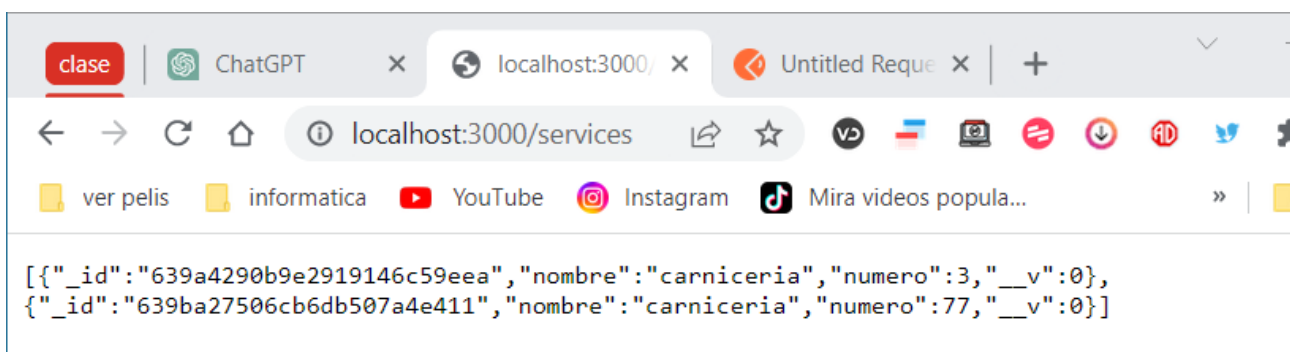 clase ChatGPT localhost:3000/ Untitled Reque
localhost:3000/services
ver pelis informatica YouTube Instagram Mira videos popula... »
[{"_id":"639a4290b9e2919146c59eea","nombre":"carniceria","numero":3,"__v":0},
{"_id":"639ba27506cb6db507a4e411","nombre":"carniceria","numero":77,"__v":0}]